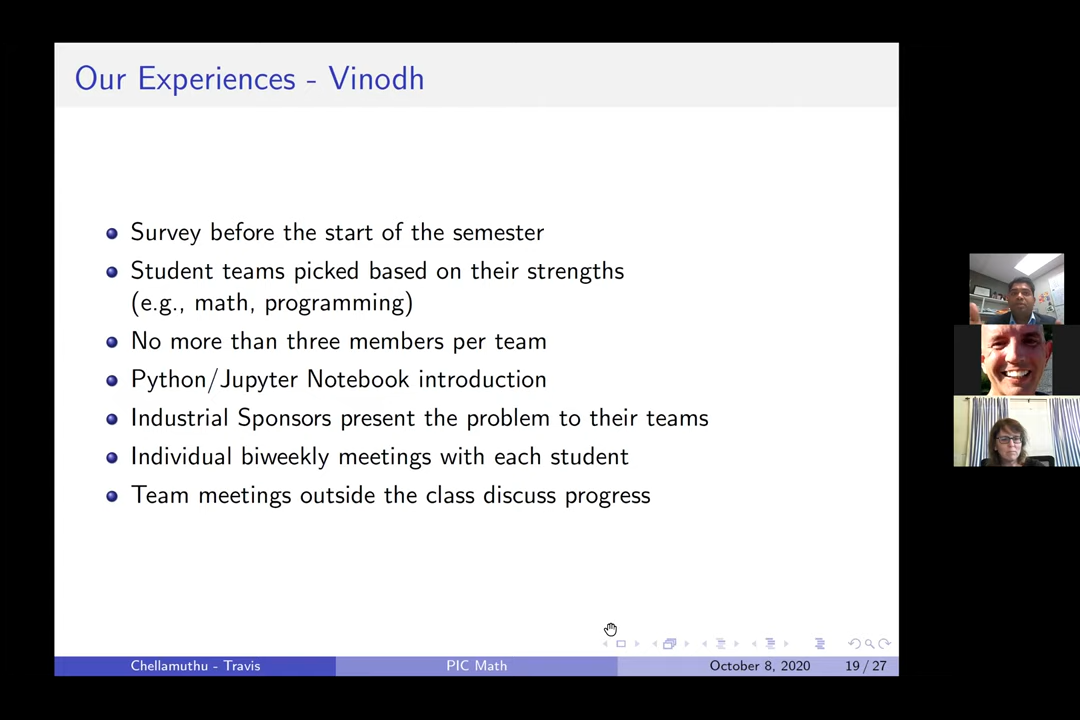 Our Experiences - Vinodh
Survey before the start of the semester
Student teams picked based on their strengths
(e.g., math, programming)
No more than three members per team
Python/Jupyter Notebook introduction
Industrial Sponsors present the problem to their teams
Individual biweekly meetings with each student
Team meetings outside the class discuss progress
Chellamuthu - Travis PIC Math October 8, 2020 19 / 27